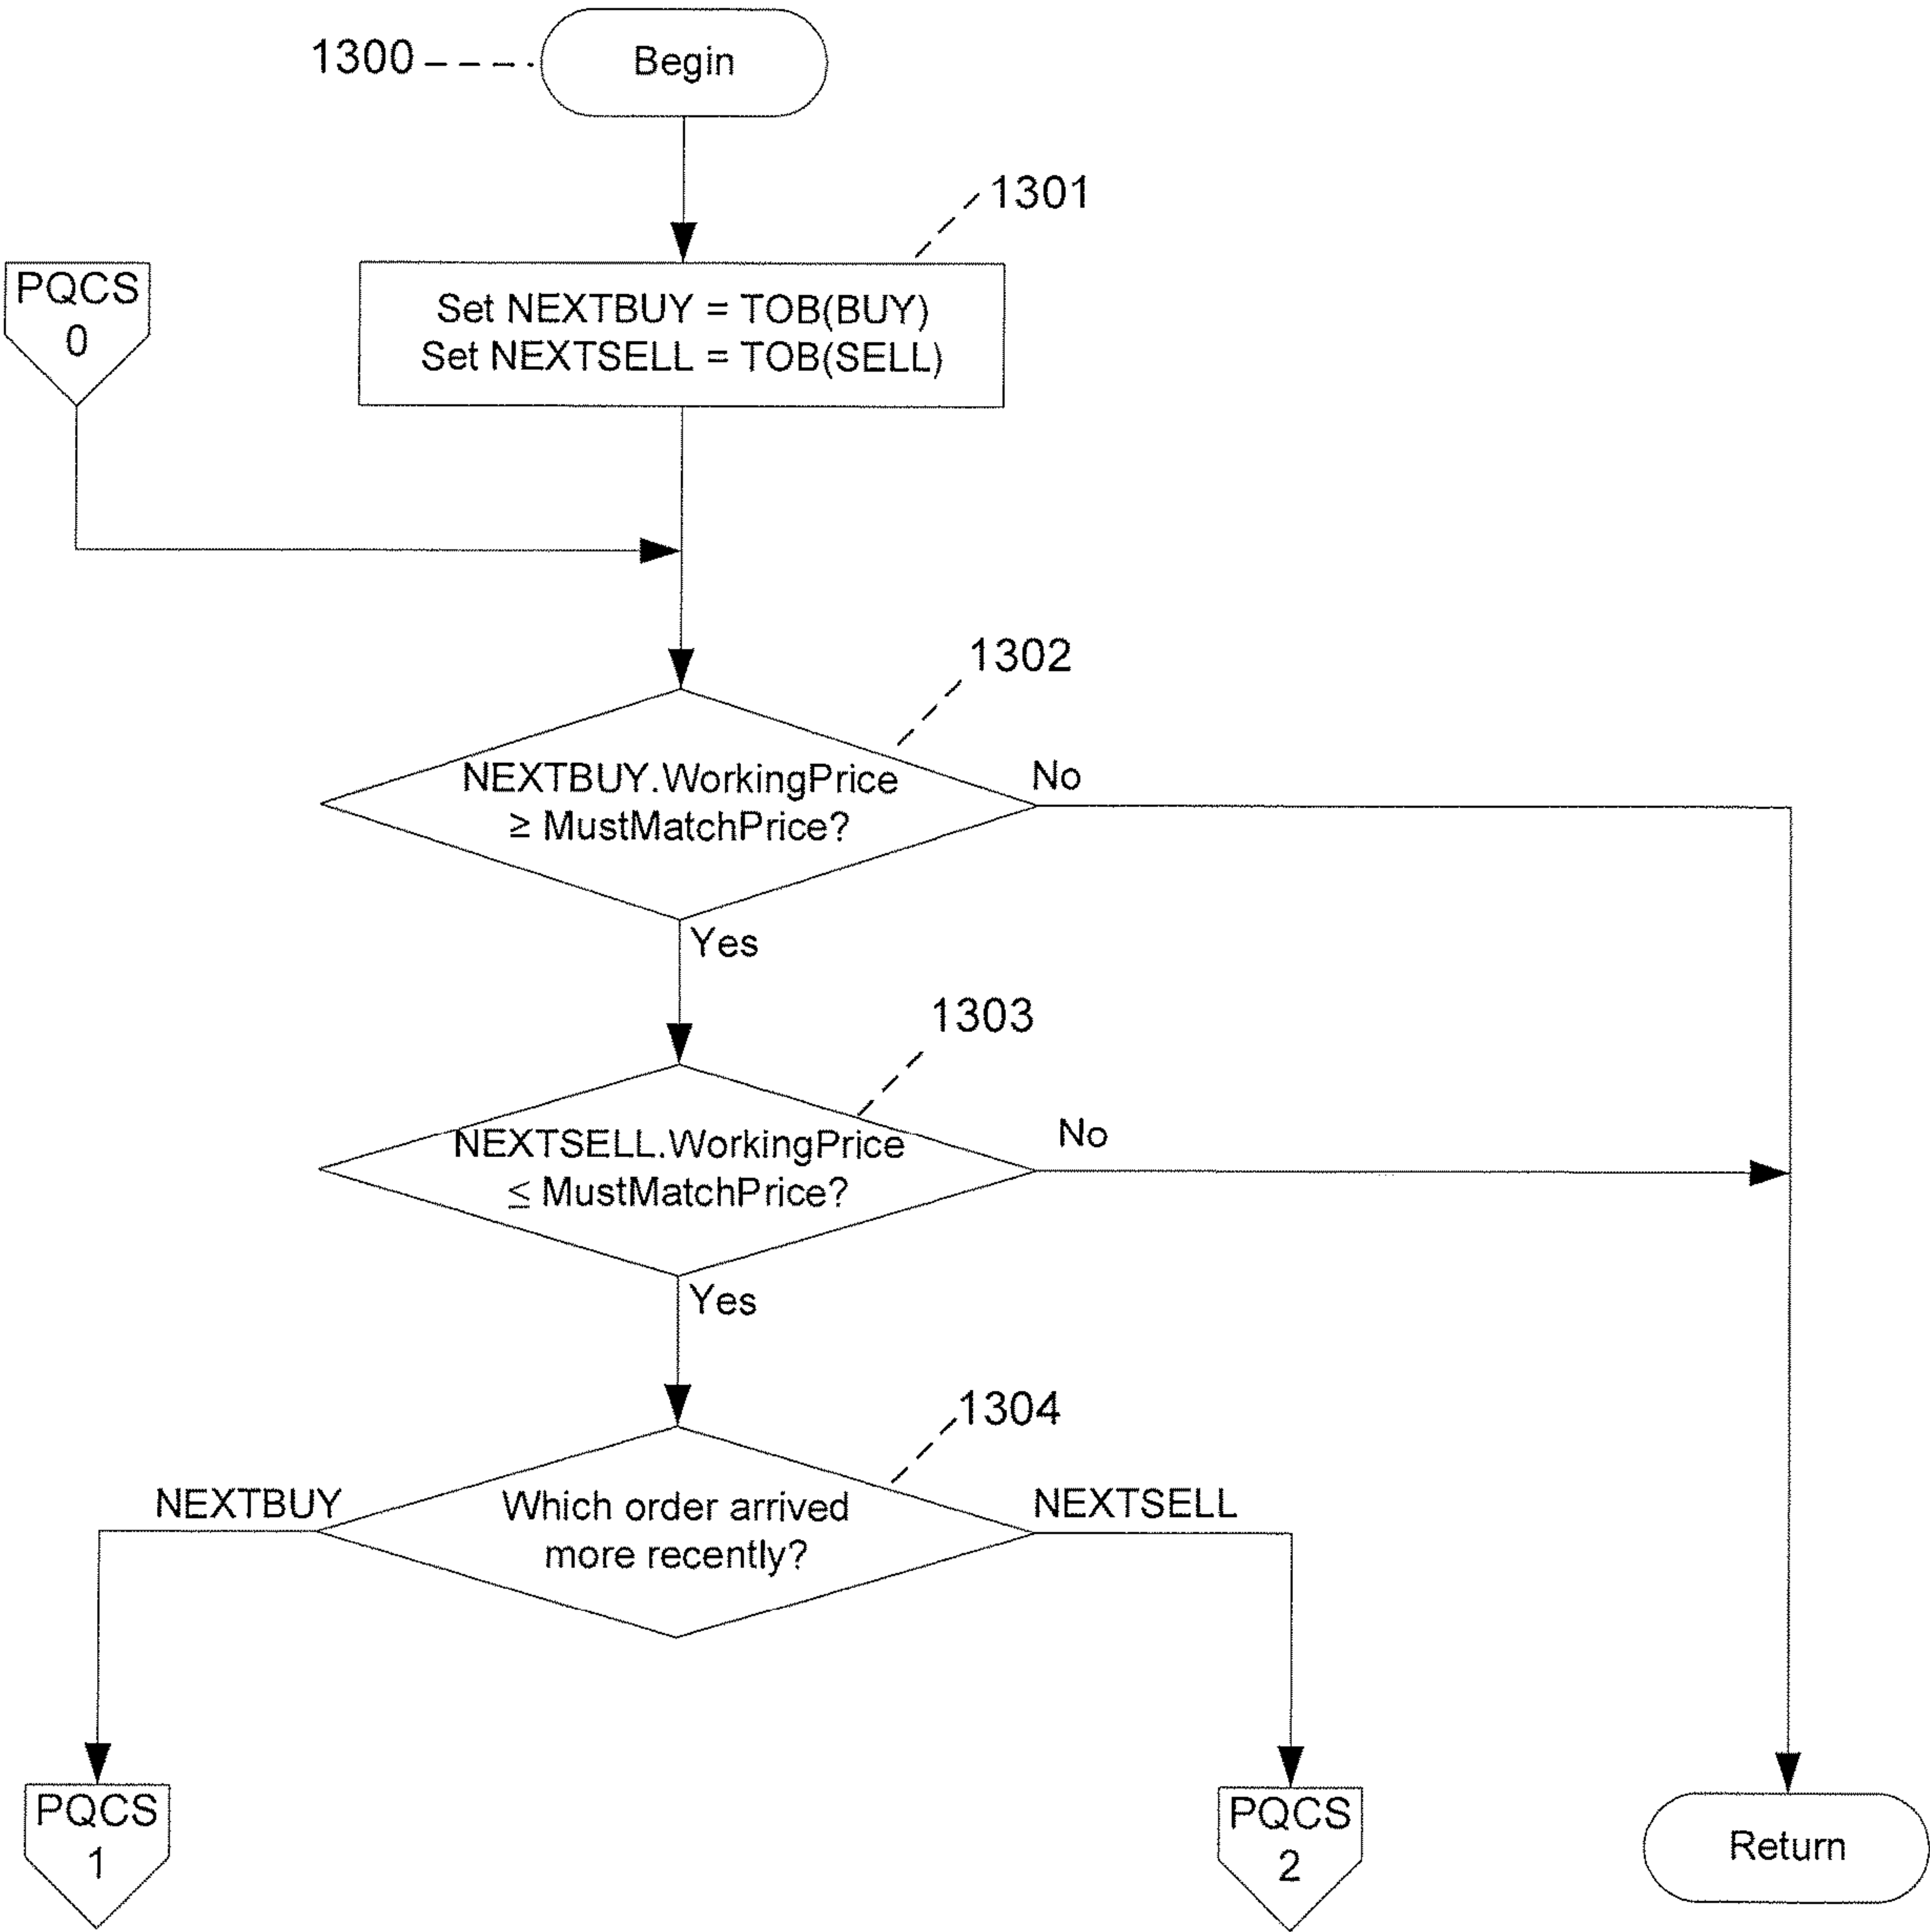 1300
Begin
1301
PQCS
0
Set NEXTBUY = TOB(BUY)
Set NEXTSELL = TOB(SELL)
1302
NEXTBUY.WorkingPrice
≥ MustMatchPrice?
No
Yes
1303
NEXTSELL.WorkingPrice
≤ MustMatchPrice?
No
Yes
1304
NEXTBUY
Which order arrived
more recently?
NEXTSELL
PQCS
1
PQCS
2
Return